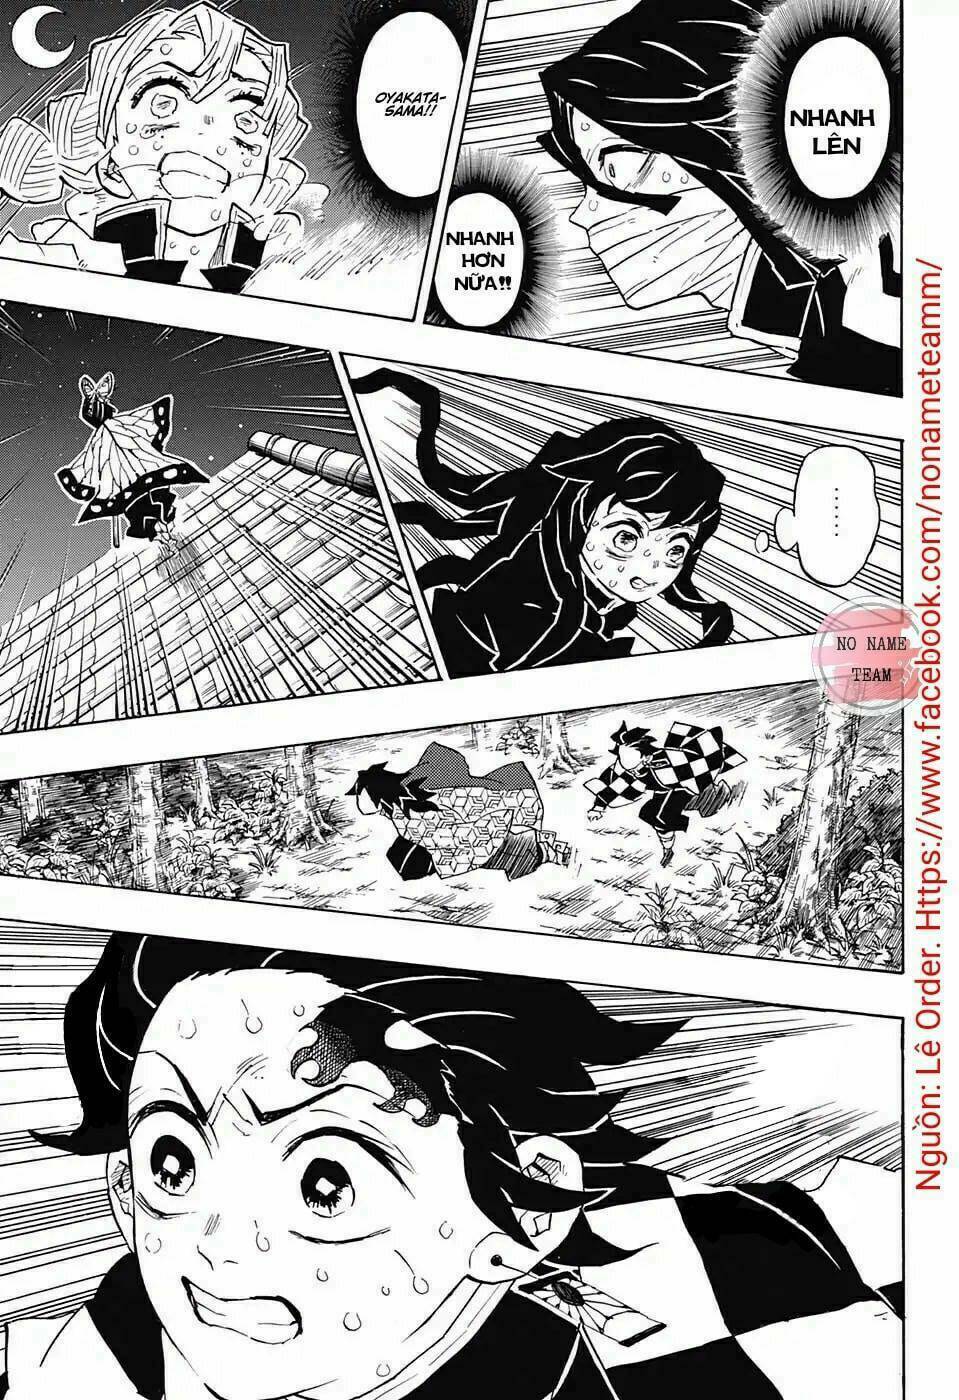 NHANH
LÊN
NHANH
HƠN
NỮA!!
OYAKATA-
SAMA!!
........
NO NAME
TEAM
Nguồn: Lê Order. Https://www.facebook.com/nonameteamm/